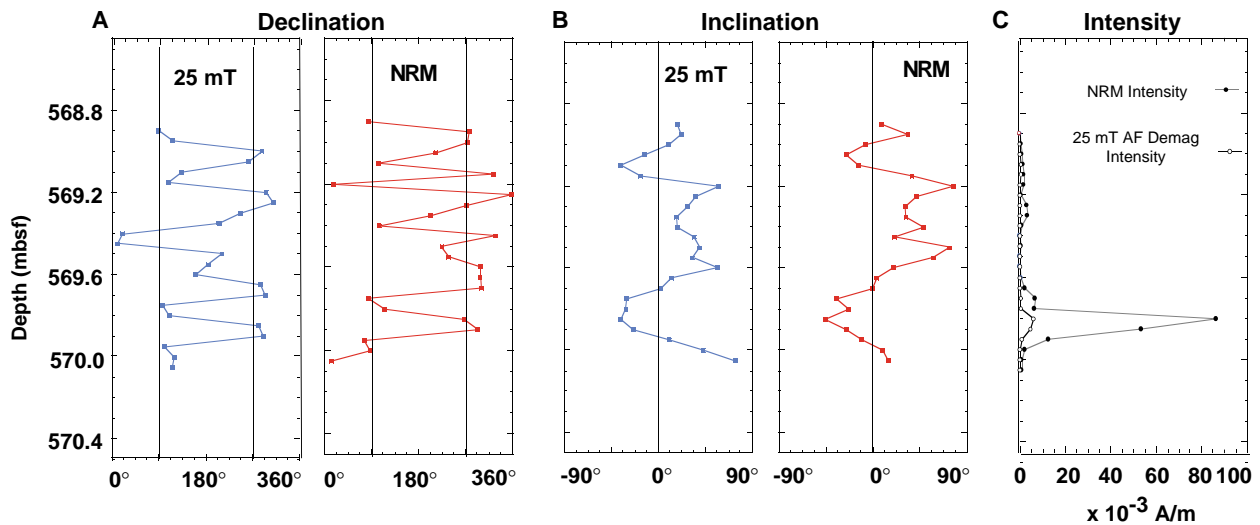 A
Declination
B
Inclination
C
Intensity
25 mT
NRM
25 mT
NRM
NRM Intensity
25 mT AF Demag
Intensity
Depth (mbsf)
568.8
569.2
569.6
570.0
570.4
0° 180° 360°
0° 180° 360°
-90° 0° 90°
-90° 0° 90°
0 20 40 60 80 100
x 10⁻³ A/m